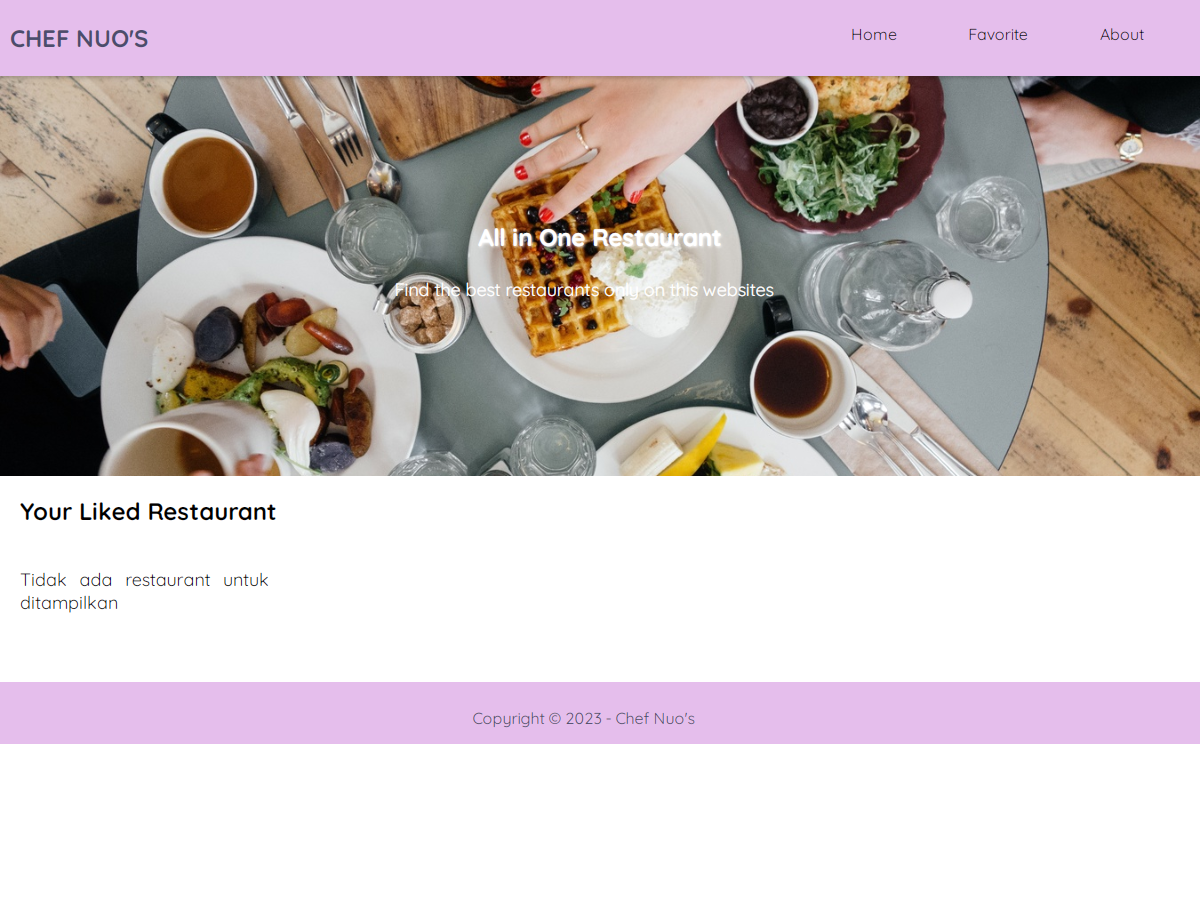 CHEF NUO'S
Home Favorite About
All in One Restaurant
Find the best restaurants only on this websites
Your Liked Restaurant
Tidak ada restaurant untuk
ditampilkan
Copyright © 2023 - Chef Nuo's